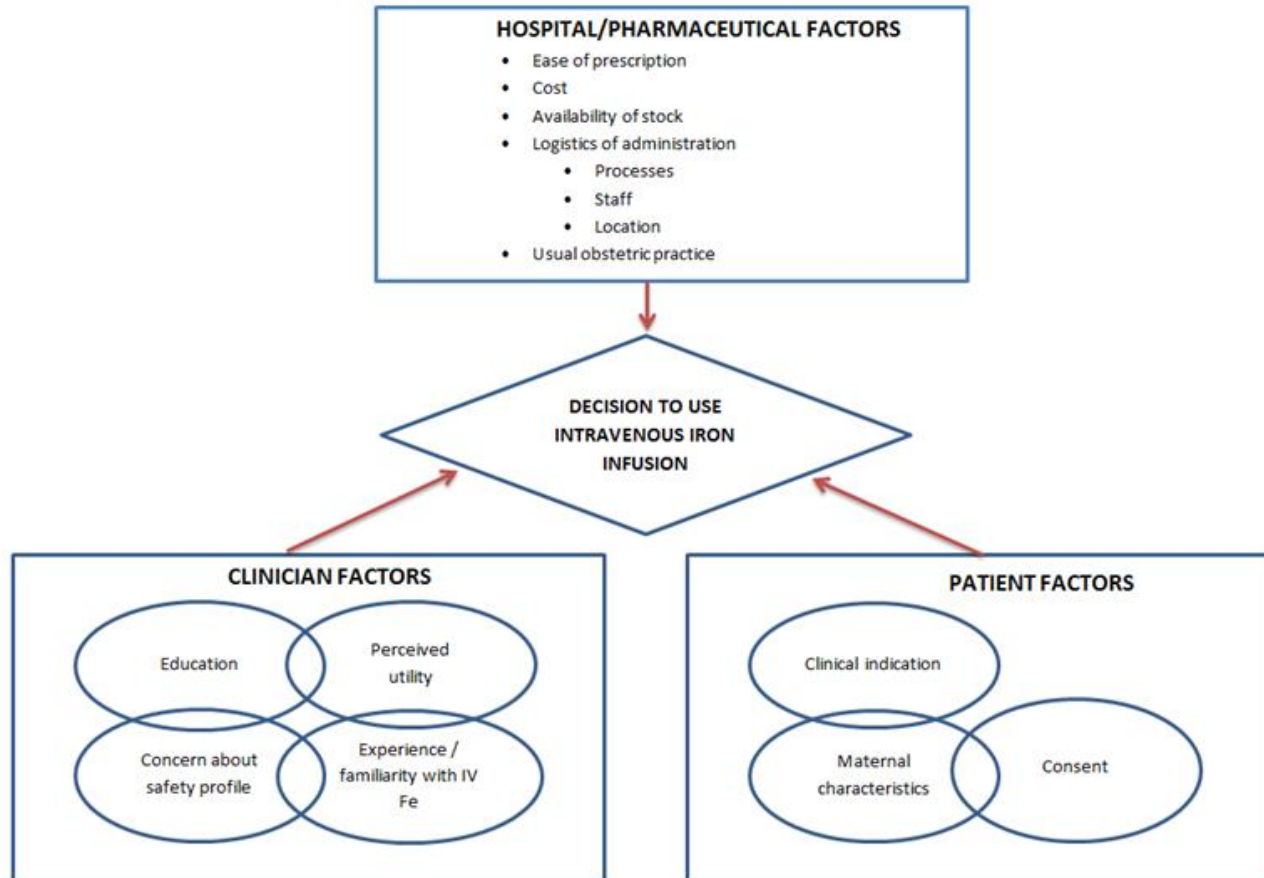 HOSPITAL/PHARMACEUTICAL FACTORS
• Ease of prescription
• Cost
• Availability of stock
• Logistics of administration
• Processes
• Staff
• Location
• Usual obstetric practice
DECISION TO USE
INTRAVENOUS IRON
INFUSION
CLINICIAN FACTORS
Education
Perceived
utility
Concern about
safety profile
Experience /
familiarity with IV
Fe
PATIENT FACTORS
Clinical indication
Maternal
characteristics
Consent